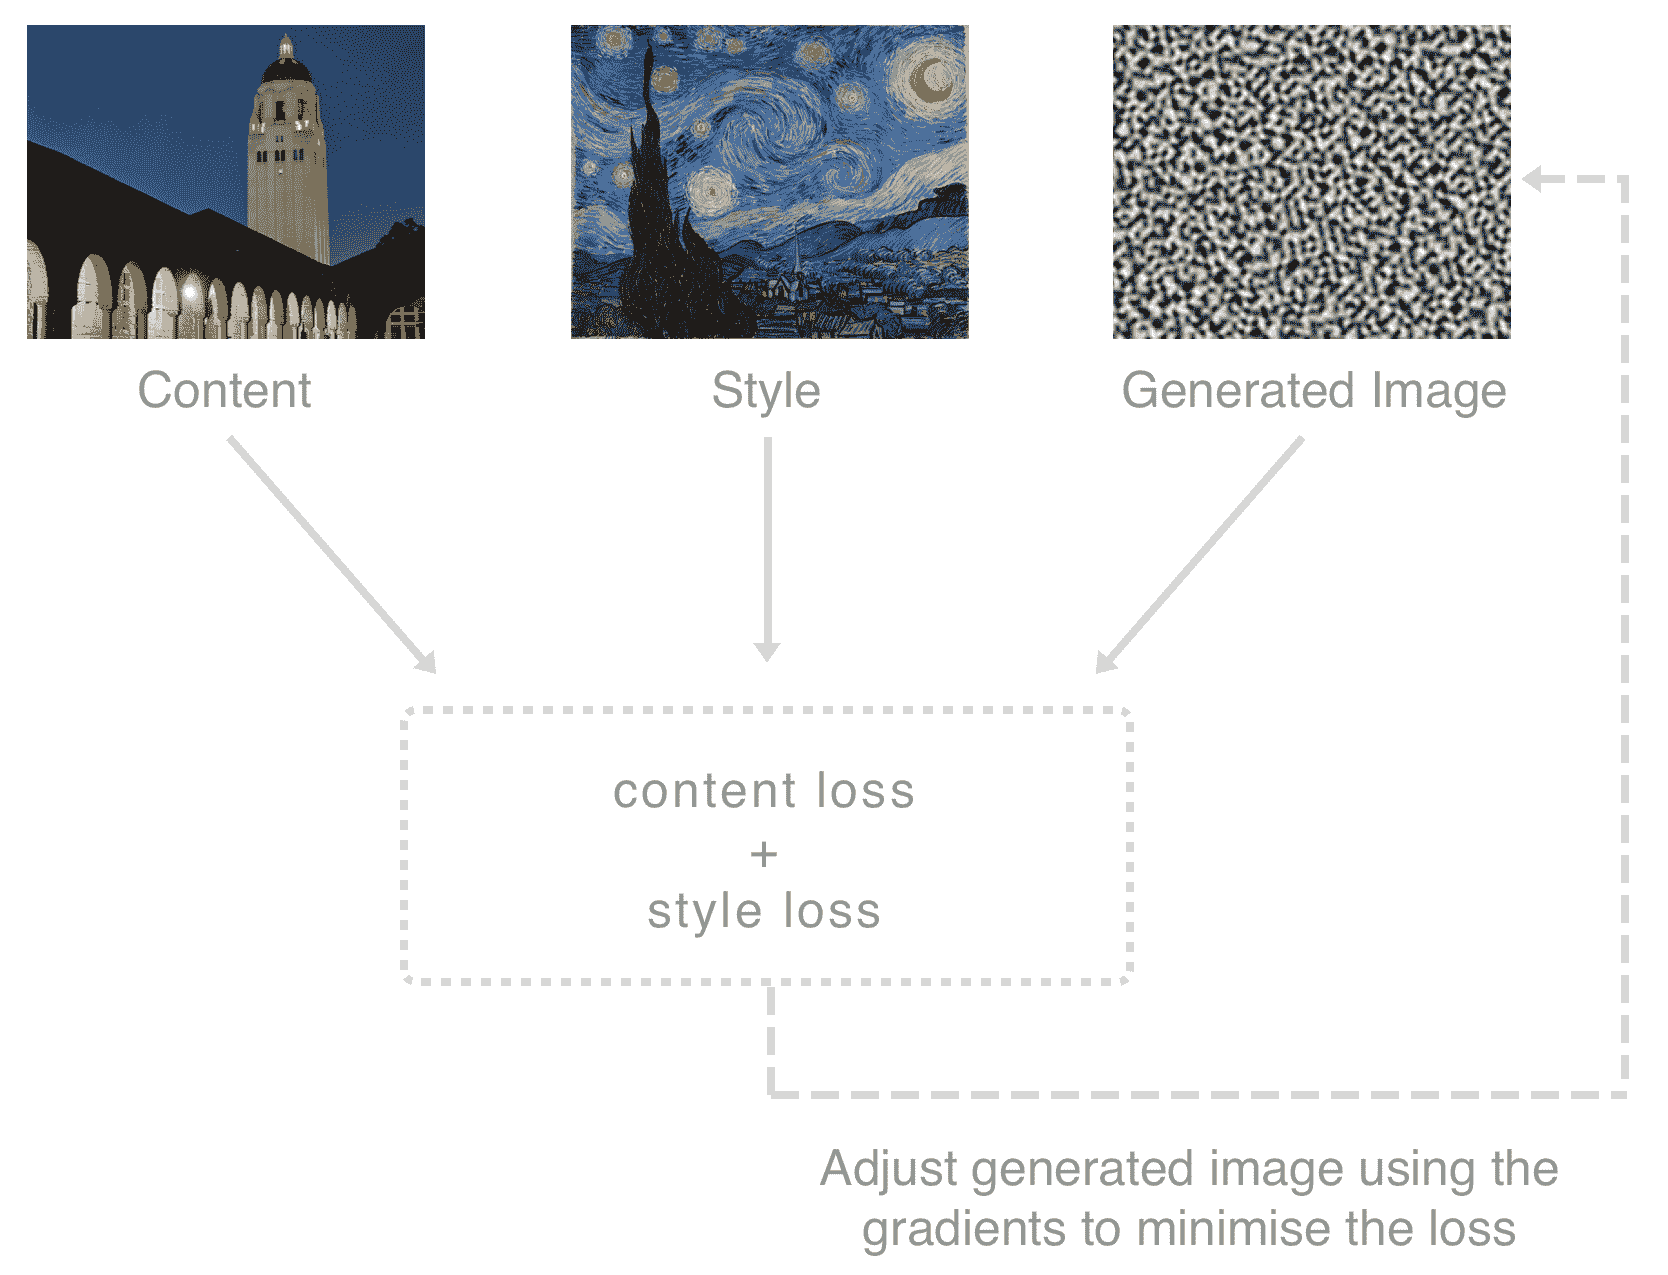 Content
Style
Generated Image
content loss
+
style loss
Adjust generated image using the
gradients to minimise the loss